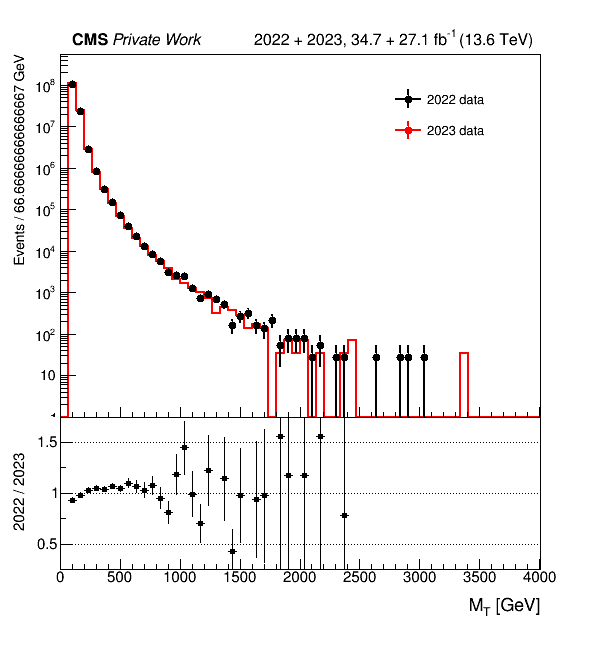 CMS Private Work 2022 + 2023, 34.7 + 27.1 fb-1 (13.6 TeV)
Events / 66.6666666666667 GeV
10^8
10^7
10^6
10^5
10^4
10^3
10^2
10
2022 data
2023 data
2022 / 2023
1.5
1
0.5
0 500 1000 1500 2000 2500 3000 3500 4000
M_T [GeV]